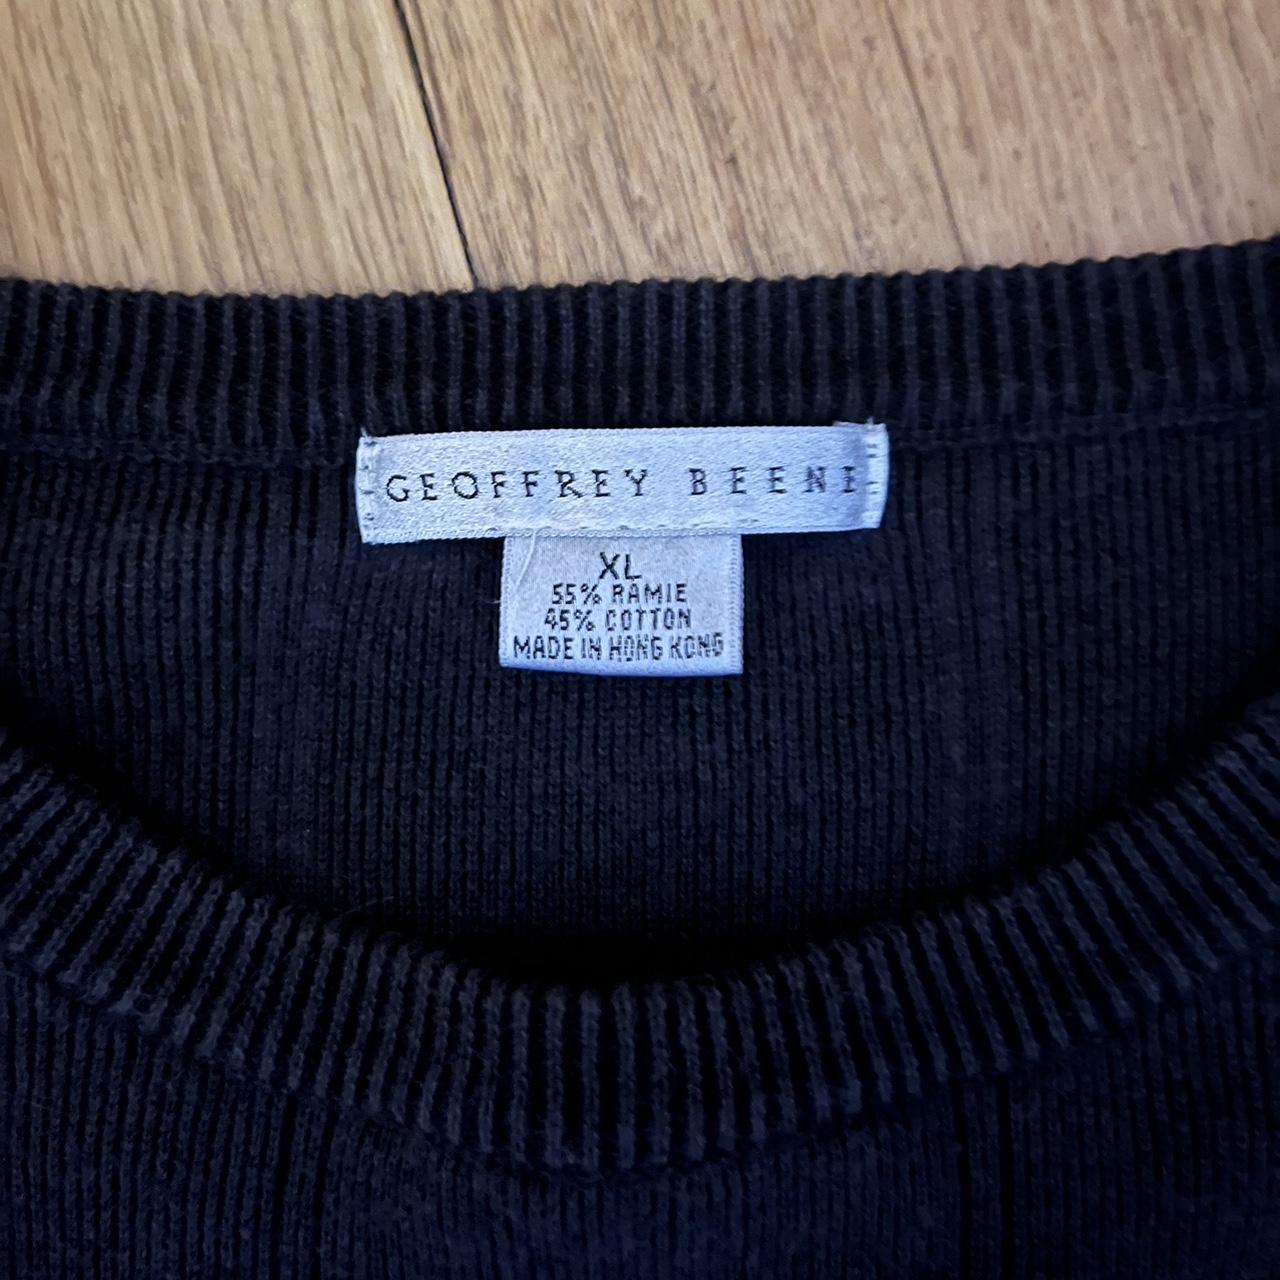 GEOFFREY BEENE
XL
55% RAMIE
45% COTTON
MADE IN HONG KONG